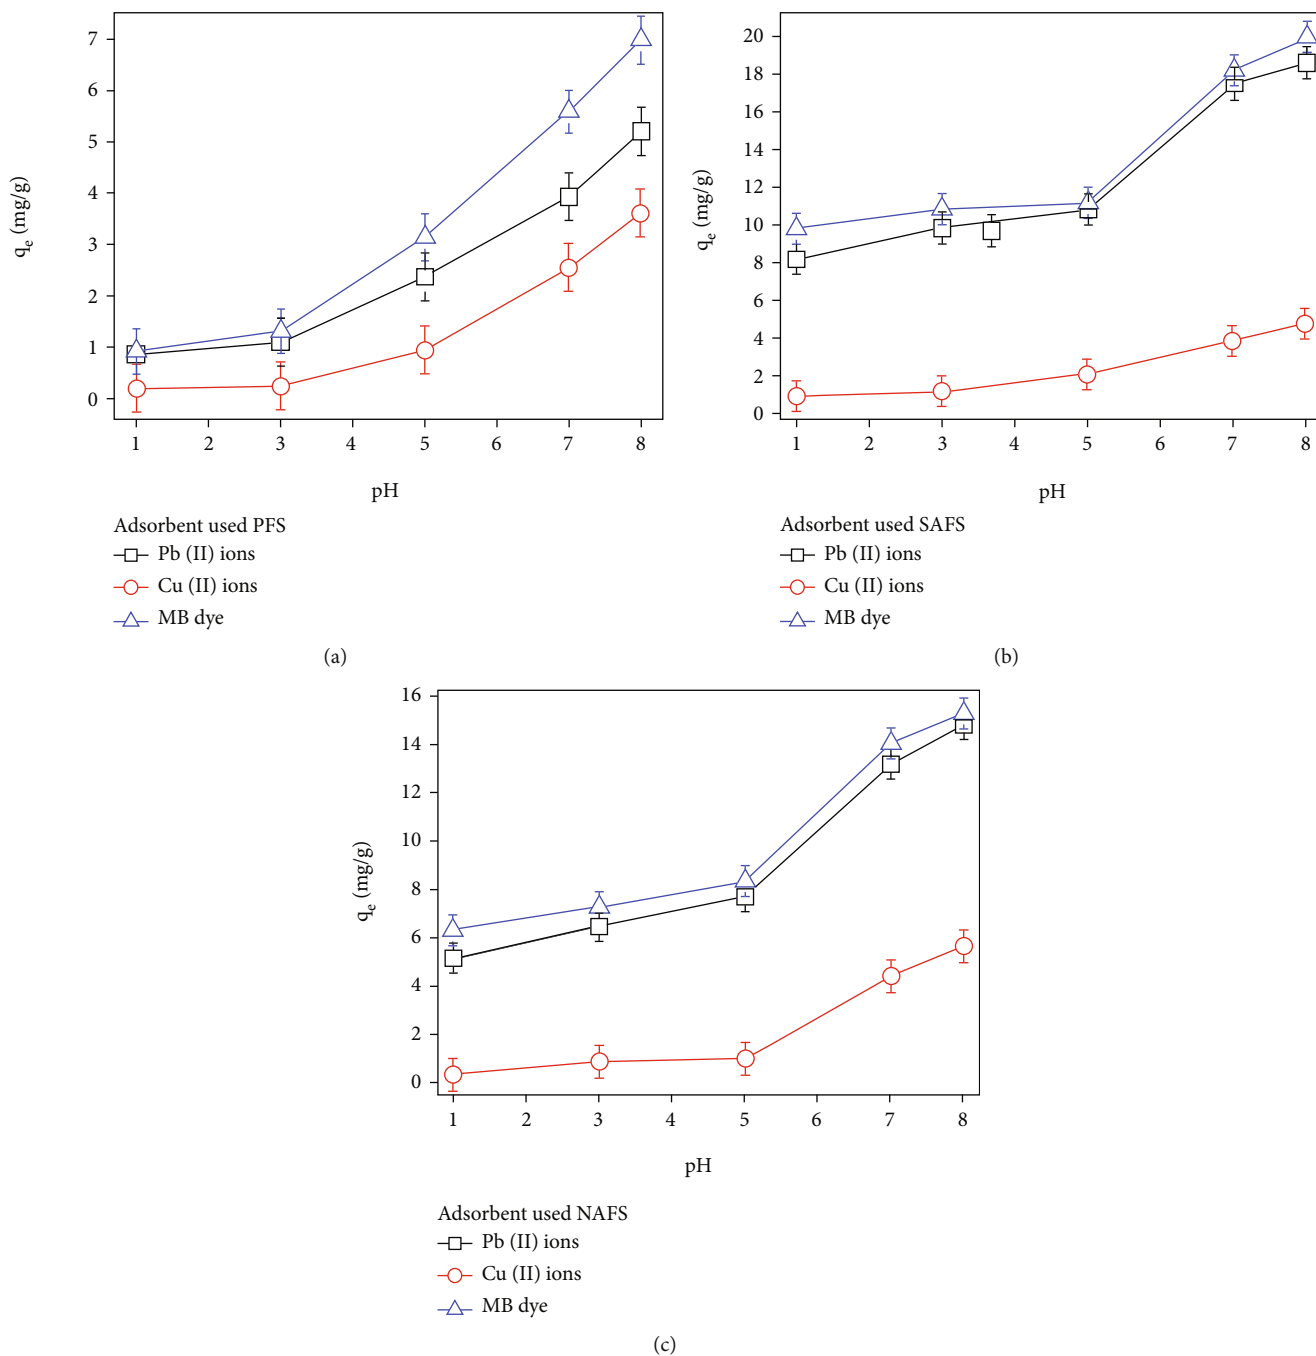 7
6
5
4
3
2
1
0
q_e (mg/g)
1 2 3 4 5 6 7 8
pH
Adsorbent used PFS
Pb (II) ions
Cu (II) ions
MB dye
(a)
20
18
16
14
12
10
8
6
4
2
0
q_e (mg/g)
1 2 3 4 5 6 7 8
pH
Adsorbent used SAFS
Pb (II) ions
Cu (II) ions
MB dye
(b)
16
14
12
10
8
6
4
2
0
q_e (mg/g)
1 2 3 4 5 6 7 8
pH
Adsorbent used NAFS
Pb (II) ions
Cu (II) ions
MB dye
(c)